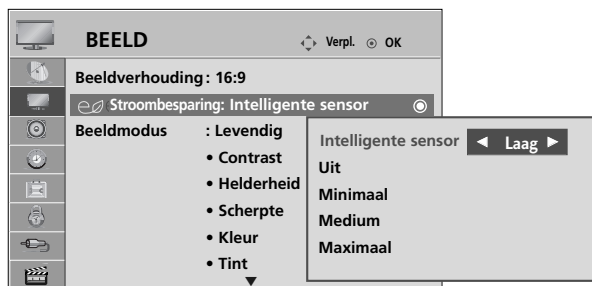 BEELD
Verpl. OK
Beeldverhouding : 16:9
Stroombesparing: Intelligente sensor
Beeldmodus : Levendig
• Contrast
• Helderheid
• Scherpte
• Kleur
• Tint
Intelligente sensor ◄ Laag ►
Uit
Minimaal
Medium
Maximaal